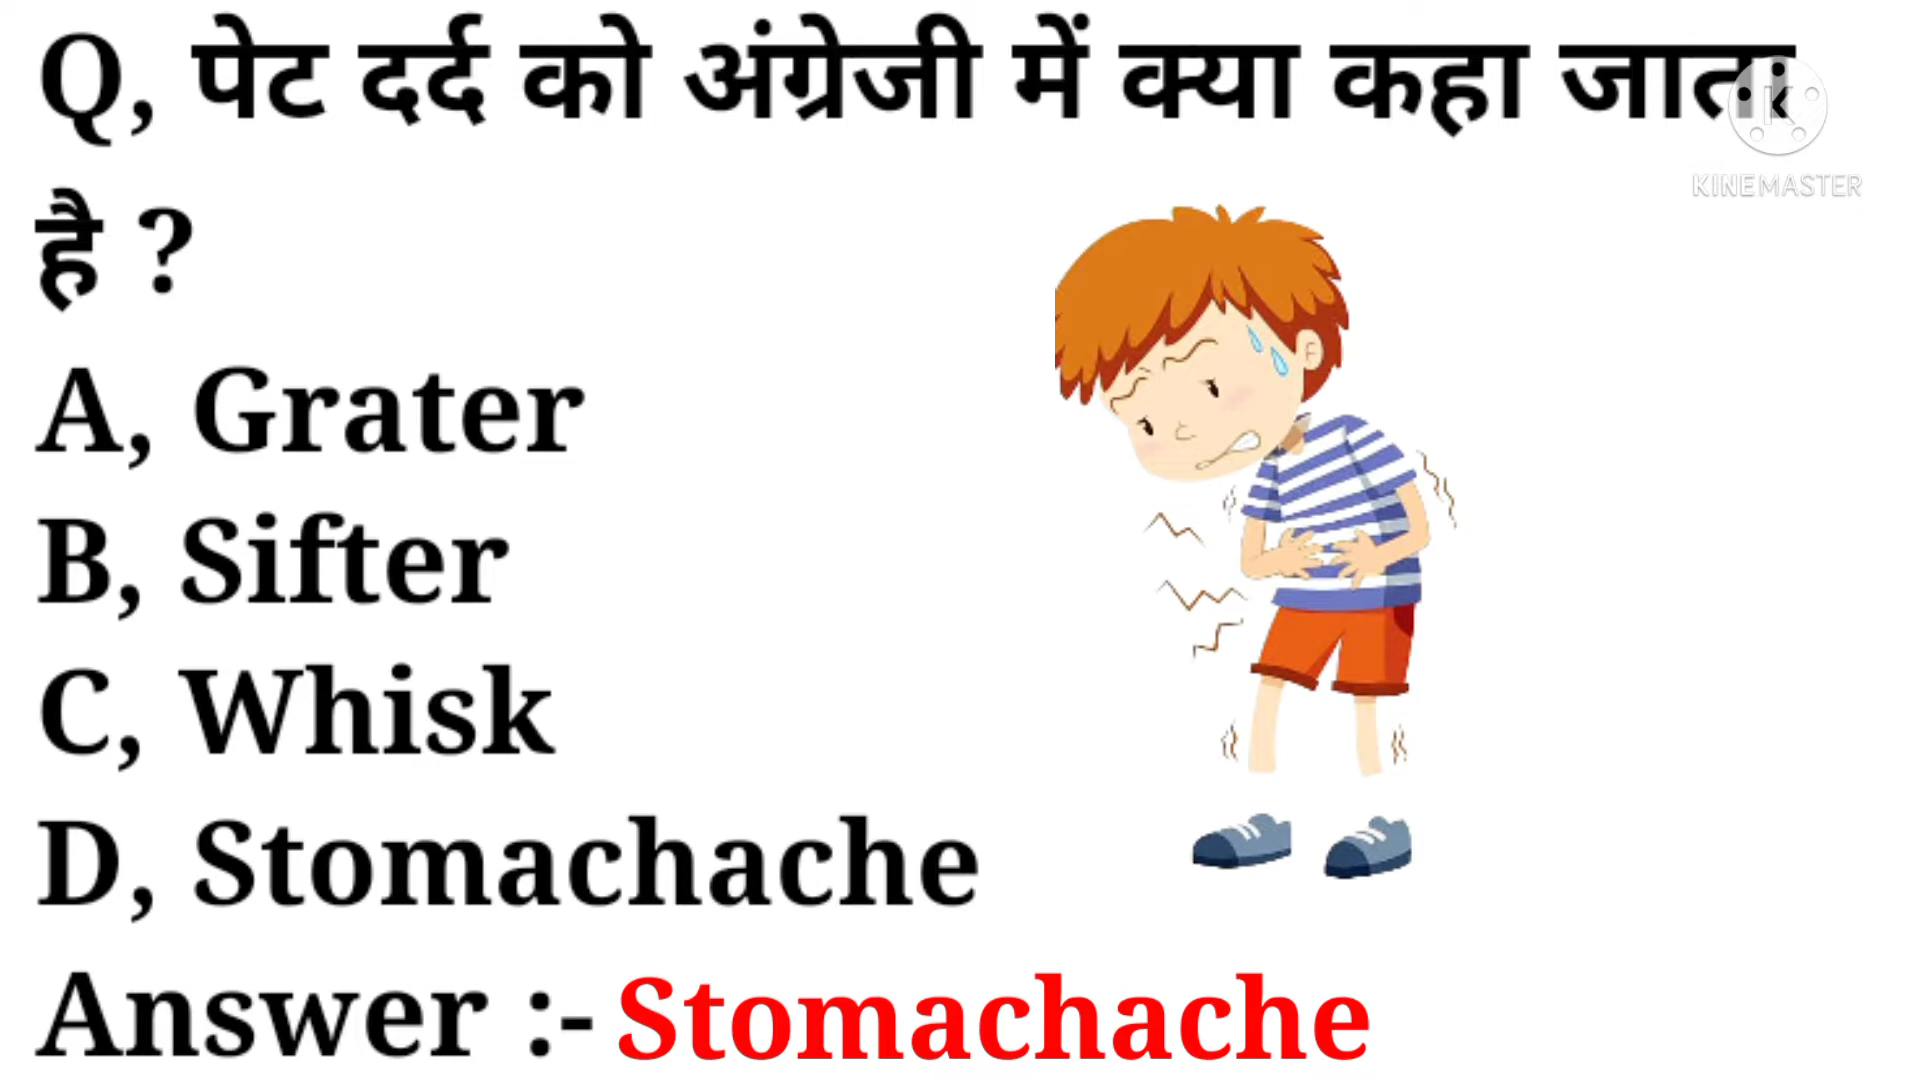 Q, पेट दर्द को अंग्रेजी में क्या कहा जाता
है ?
KINEMASTER
A, Grater
B, Sifter
C, Whisk
D, Stomachache
Answer :- Stomachache